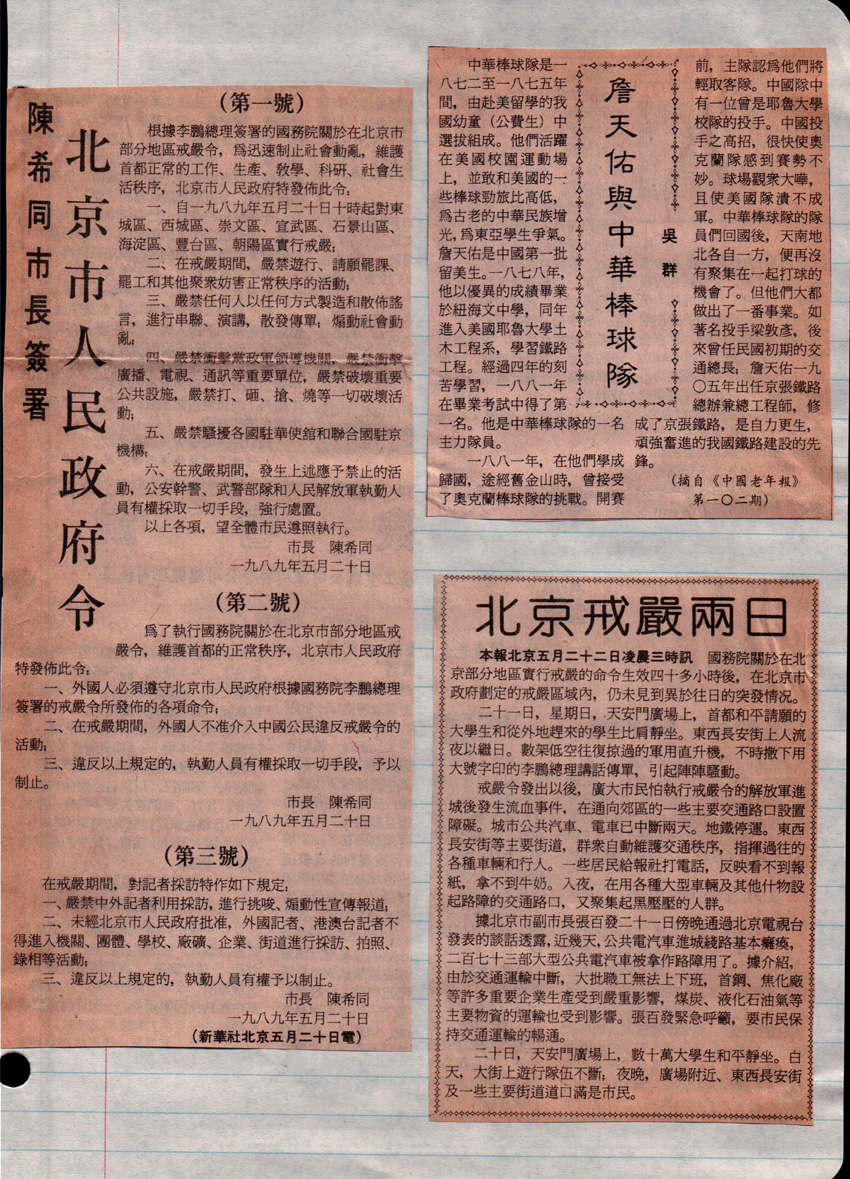 陳希同市長簽署
北京市人民政府令
（第一號）
根據李鵬總理簽署的國務院關於在北京市
部分地區戒嚴令，爲迅速制止社會動亂，維護
首都正常的工作、生產、教學、科硏、社會生
活秩序，北京市人民政府特發佈此令：
一、自一九八九年五月二十日十時起對東
城區、西城區、崇文區、宣武區、石景山區、
海淀區、豐台區、朝陽區實行戒嚴；
二、在戒嚴期間，嚴禁遊行、請願罷課、
罷工和其他聚衆妨害正常秩序的活動；
三、嚴禁任何人以任何方式製造和散佈謠
言，進行串聯、演講，散發傳單；煽動社會動
亂；
四、嚴禁衝擊黨政軍領導機關，嚴禁衝擊
廣播、電視、通訊等重要單位，嚴禁破壞重要
公共設施，嚴禁打、砸、搶、燒等一切破壞活
動；
五、嚴禁騷擾各國駐華使舘和聯合國駐京
機構；
六、在戒嚴期間，發生上述應予禁止的活
動，公安幹警、武警部隊和人民解放軍執勤人
員有權採取一切手段，強行處置。
以上各項，望全體市民遵照執行。
市長　陳希同
一九八九年五月二十日
（第二號）
爲了執行國務院關於在北京市部分地區戒
嚴令，維護首都的正常秩序，北京市人民政府
特發佈此令：
一、外國人必須遵守北京市人民政府根據國務院李鵬總理
簽署的戒嚴令所發佈的各項命令；
二、在戒嚴期間，外國人不准介入中國公民違反戒嚴令的
活動；
三、違反以上規定的，執勤人員有權採取一切手段，予以
制止。
市長　陳希同
一九八九年五月二十日
（第三號）
在戒嚴期間，對記者採訪特作如下規定：
一、嚴禁中外記者利用採訪，進行挑唆、煽動性宣傳報道；
二、未經北京市人民政府批准，外國記者、港澳台記者不
得進入機關、團體、學校、廠礦、企業、街道進行採訪、拍照、
錄相等活動；
三、違反以上規定的，執勤人員有權予以制止。
市長　陳希同
一九八九年五月二十日
（新華社北京五月二十日電）
詹天佑與中華棒球隊
吳群
中華棒球隊是一
八七二至一八七五年
間，由赴美留學的我
國幼童（公費生）中
選拔組成。他們活躍
在美國校園運動場
上，並敢和美國的一
些棒球勁旅比高低，
爲古老的中華民族增
光，爲東亞學生爭氣。
詹天佑是中國第一批
留美生。一八七八年，
他以優異的成績畢業
於紐海文中學，同年
進入美國耶魯大學土
木工程系，學習鐵路
工程。經過四年的刻
苦學習，一八八一年
在畢業考試中得了第
一名。他是中華棒球隊的一名
主力隊員。
一八八一年，在他們學成
歸國，途經舊金山時，曾接受
了奧克蘭棒球隊的挑戰。開賽
前，主隊認爲他們將
輕取客隊。中國隊中
有一位曾是耶魯大學
校隊的投手。中國投
手之高招，很快使奧
克蘭隊感到賽勢不
妙。球場觀衆大嘩，
且使美國隊潰不成
軍。中華棒球隊的隊
員們回國後，天南地
北各自一方，便再沒
有聚集在一起打球的
機會了。但他們大都
做出了一番事業。如
著名投手梁敦彥，後
來曾任民國初期的交
通總長；詹天佑一九
〇五年出任京張鐵路
總辦兼總工程師，修
成了京張鐵路，是自力更生，
頑強奮進的我國鐵路建設的先
鋒。
（摘自《中國老年報》
第一〇二期）
北京戒嚴兩日
本報北京五月二十二日凌晨三時訊　國務院關於在北
京部分地區實行戒嚴的命令生效四十多小時後，在北京市
政府劃定的戒嚴區域內，仍未見到異於往日的突發情況。
二十一日，星期日，天安門廣場上，首都和平請願的
大學生和從外地趕來的學生比肩靜坐。東西長安街上人流
夜以繼日。數架低空往復掠過的軍用直升機，不時撒下用
大號字印的李鵬總理講話傳單，引起陣陣騷動。
戒嚴令發出以後，廣大市民怕執行戒嚴令的解放軍進
城後發生流血事件，在通向郊區的一些主要交通路口設置
障礙。城市公共汽車、電車已中斷兩天。地鐵停運。東西
長安街等主要街道，群衆自動維護交通秩序，指揮過往的
各種車輛和行人。一些居民給報社打電話，反映看不到報
紙，拿不到牛奶。入夜，在用各種大型車輛及其他什物設
起路障的交通路口，又聚集起黑壓壓的人群。
據北京市副市長張百發二十一日傍晚通過北京電視台
發表的談話透露，近幾天，公共電汽車進城綫路基本癱瘓，
二百七十三部大型公共電汽車被拿作路障用了。據介紹，
由於交通運輸中斷，大批職工無法上下班，首鋼、焦化廠
等許多重要企業生產受到嚴重影響，煤炭、液化石油氣等
主要物資的運輸也受到影響。張百發緊急呼籲，要市民保
持交通運輸的暢通。
二十日，天安門廣場上，數十萬大學生和平靜坐。白
天，大街上遊行隊伍不斷；夜晚，廣場附近、東西長安街
及一些主要街道道口滿是市民。